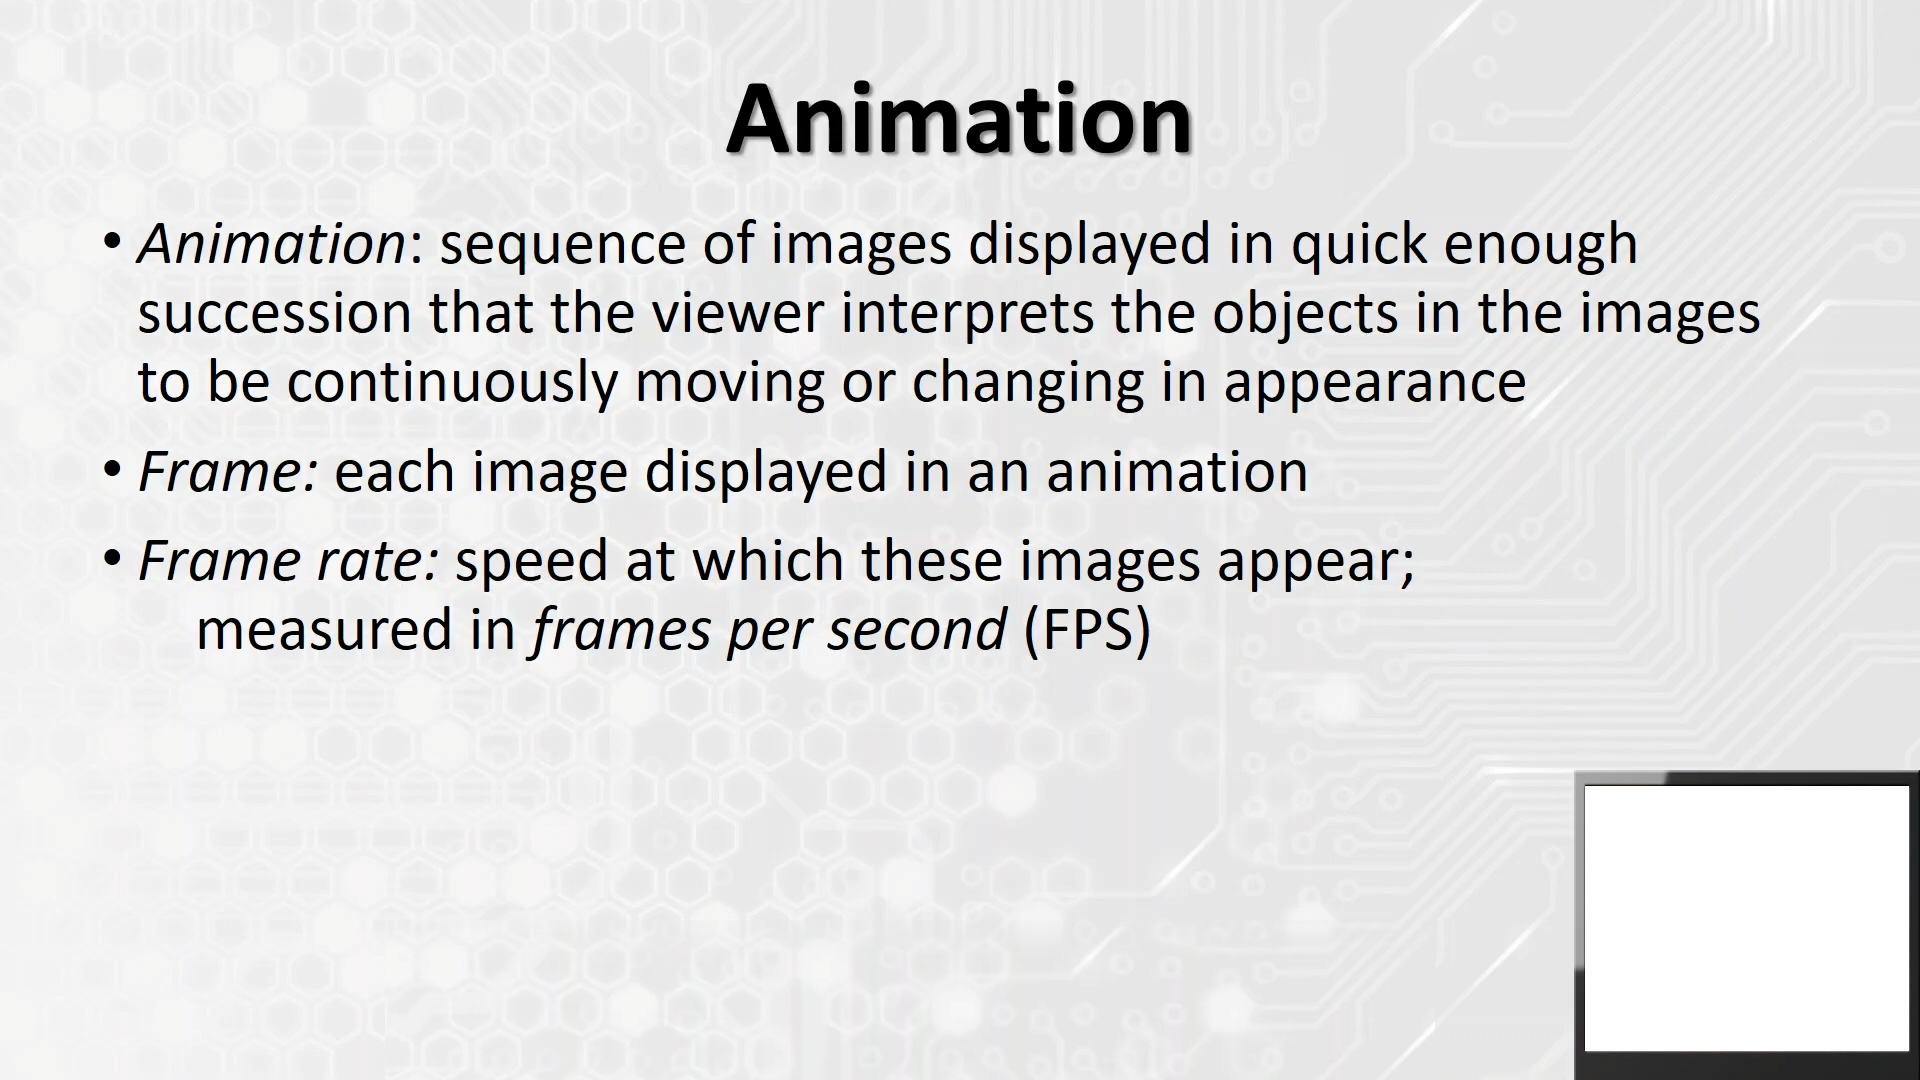 Animation
• Animation: sequence of images displayed in quick enough
succession that the viewer interprets the objects in the images
to be continuously moving or changing in appearance
• Frame: each image displayed in an animation
• Frame rate: speed at which these images appear;
measured in frames per second (FPS)